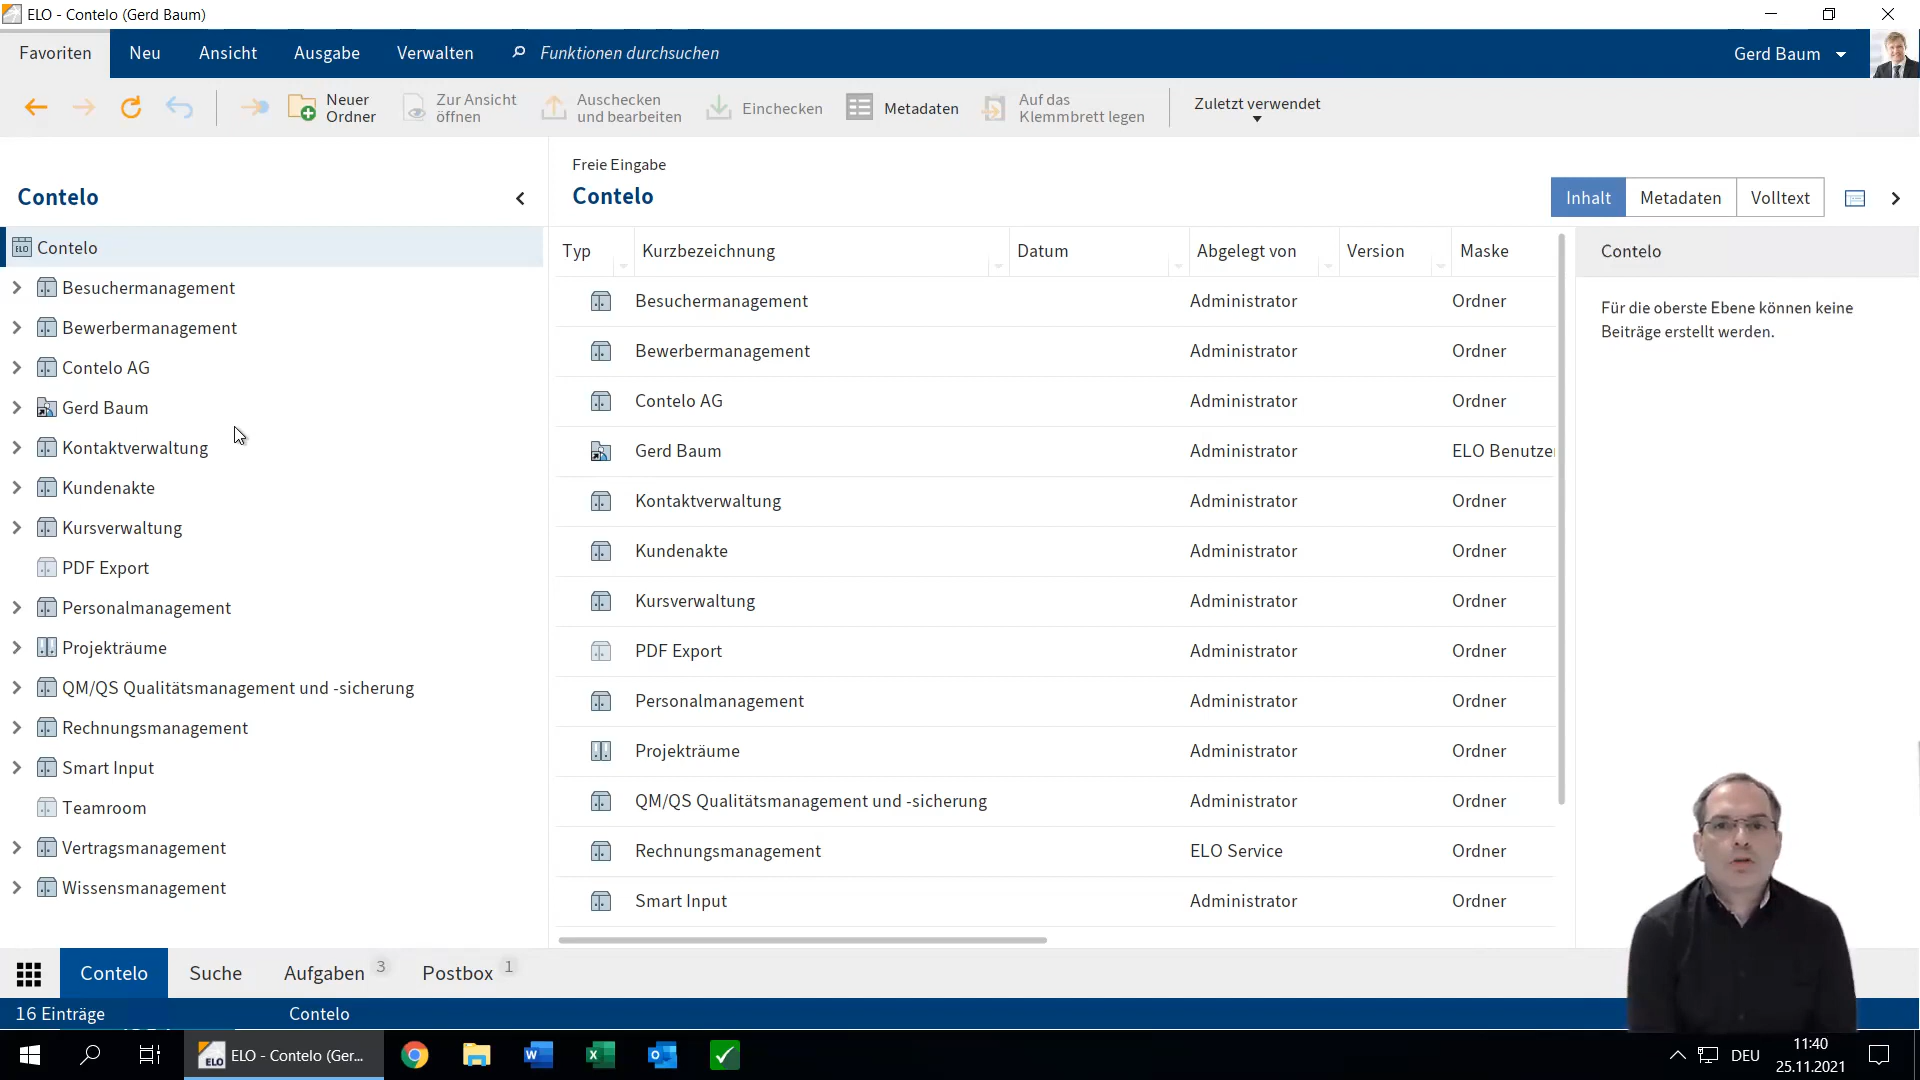 ELO - Contelo (Gerd Baum)
Favoriten
Neu
Ansicht
Ausgabe
Verwalten
Funktionen durchsuchen
Gerd Baum
Neuer
Ordner
Zur Ansicht
öffnen
Auschecken
und bearbeiten
Einchecken
Metadaten
Auf das
Klemmbrett legen
Zuletzt verwendet
Contelo
ELO Contelo
Besuchermanagement
Bewerbermanagement
Contelo AG
Gerd Baum
Kontaktverwaltung
Kundenakte
Kursverwaltung
PDF Export
Personalmanagement
Projekträume
QM/QS Qualitätsmanagement und -sicherung
Rechnungsmanagement
Smart Input
Teamroom
Vertragsmanagement
Wissensmanagement
Freie Eingabe
Contelo
Inhalt
Metadaten
Volltext
Typ Kurzbezeichnung Datum Abgelegt von Version Maske
Besuchermanagement Administrator Ordner
Bewerbermanagement Administrator Ordner
Contelo AG Administrator Ordner
Gerd Baum Administrator ELO Benutze
Kontaktverwaltung Administrator Ordner
Kundenakte Administrator Ordner
Kursverwaltung Administrator Ordner
PDF Export Administrator Ordner
Personalmanagement Administrator Ordner
Projekträume Administrator Ordner
QM/QS Qualitätsmanagement und -sicherung Administrator Ordner
Rechnungsmanagement ELO Service Ordner
Smart Input Administrator Ordner
Contelo
Für die oberste Ebene können keine
Beiträge erstellt werden.
Contelo
Suche
Aufgaben 3
Postbox 1
16 Einträge
Contelo
ELO ELO - Contelo (Ger...
DEU
11:40
25.11.2021